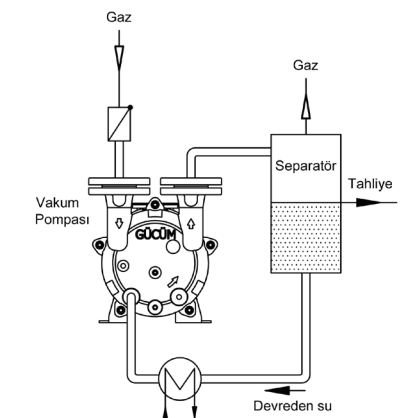 Gaz
Gaz
Separatör
Tahliye
Vakum
Pompası
GÜCÜM
Devreden su